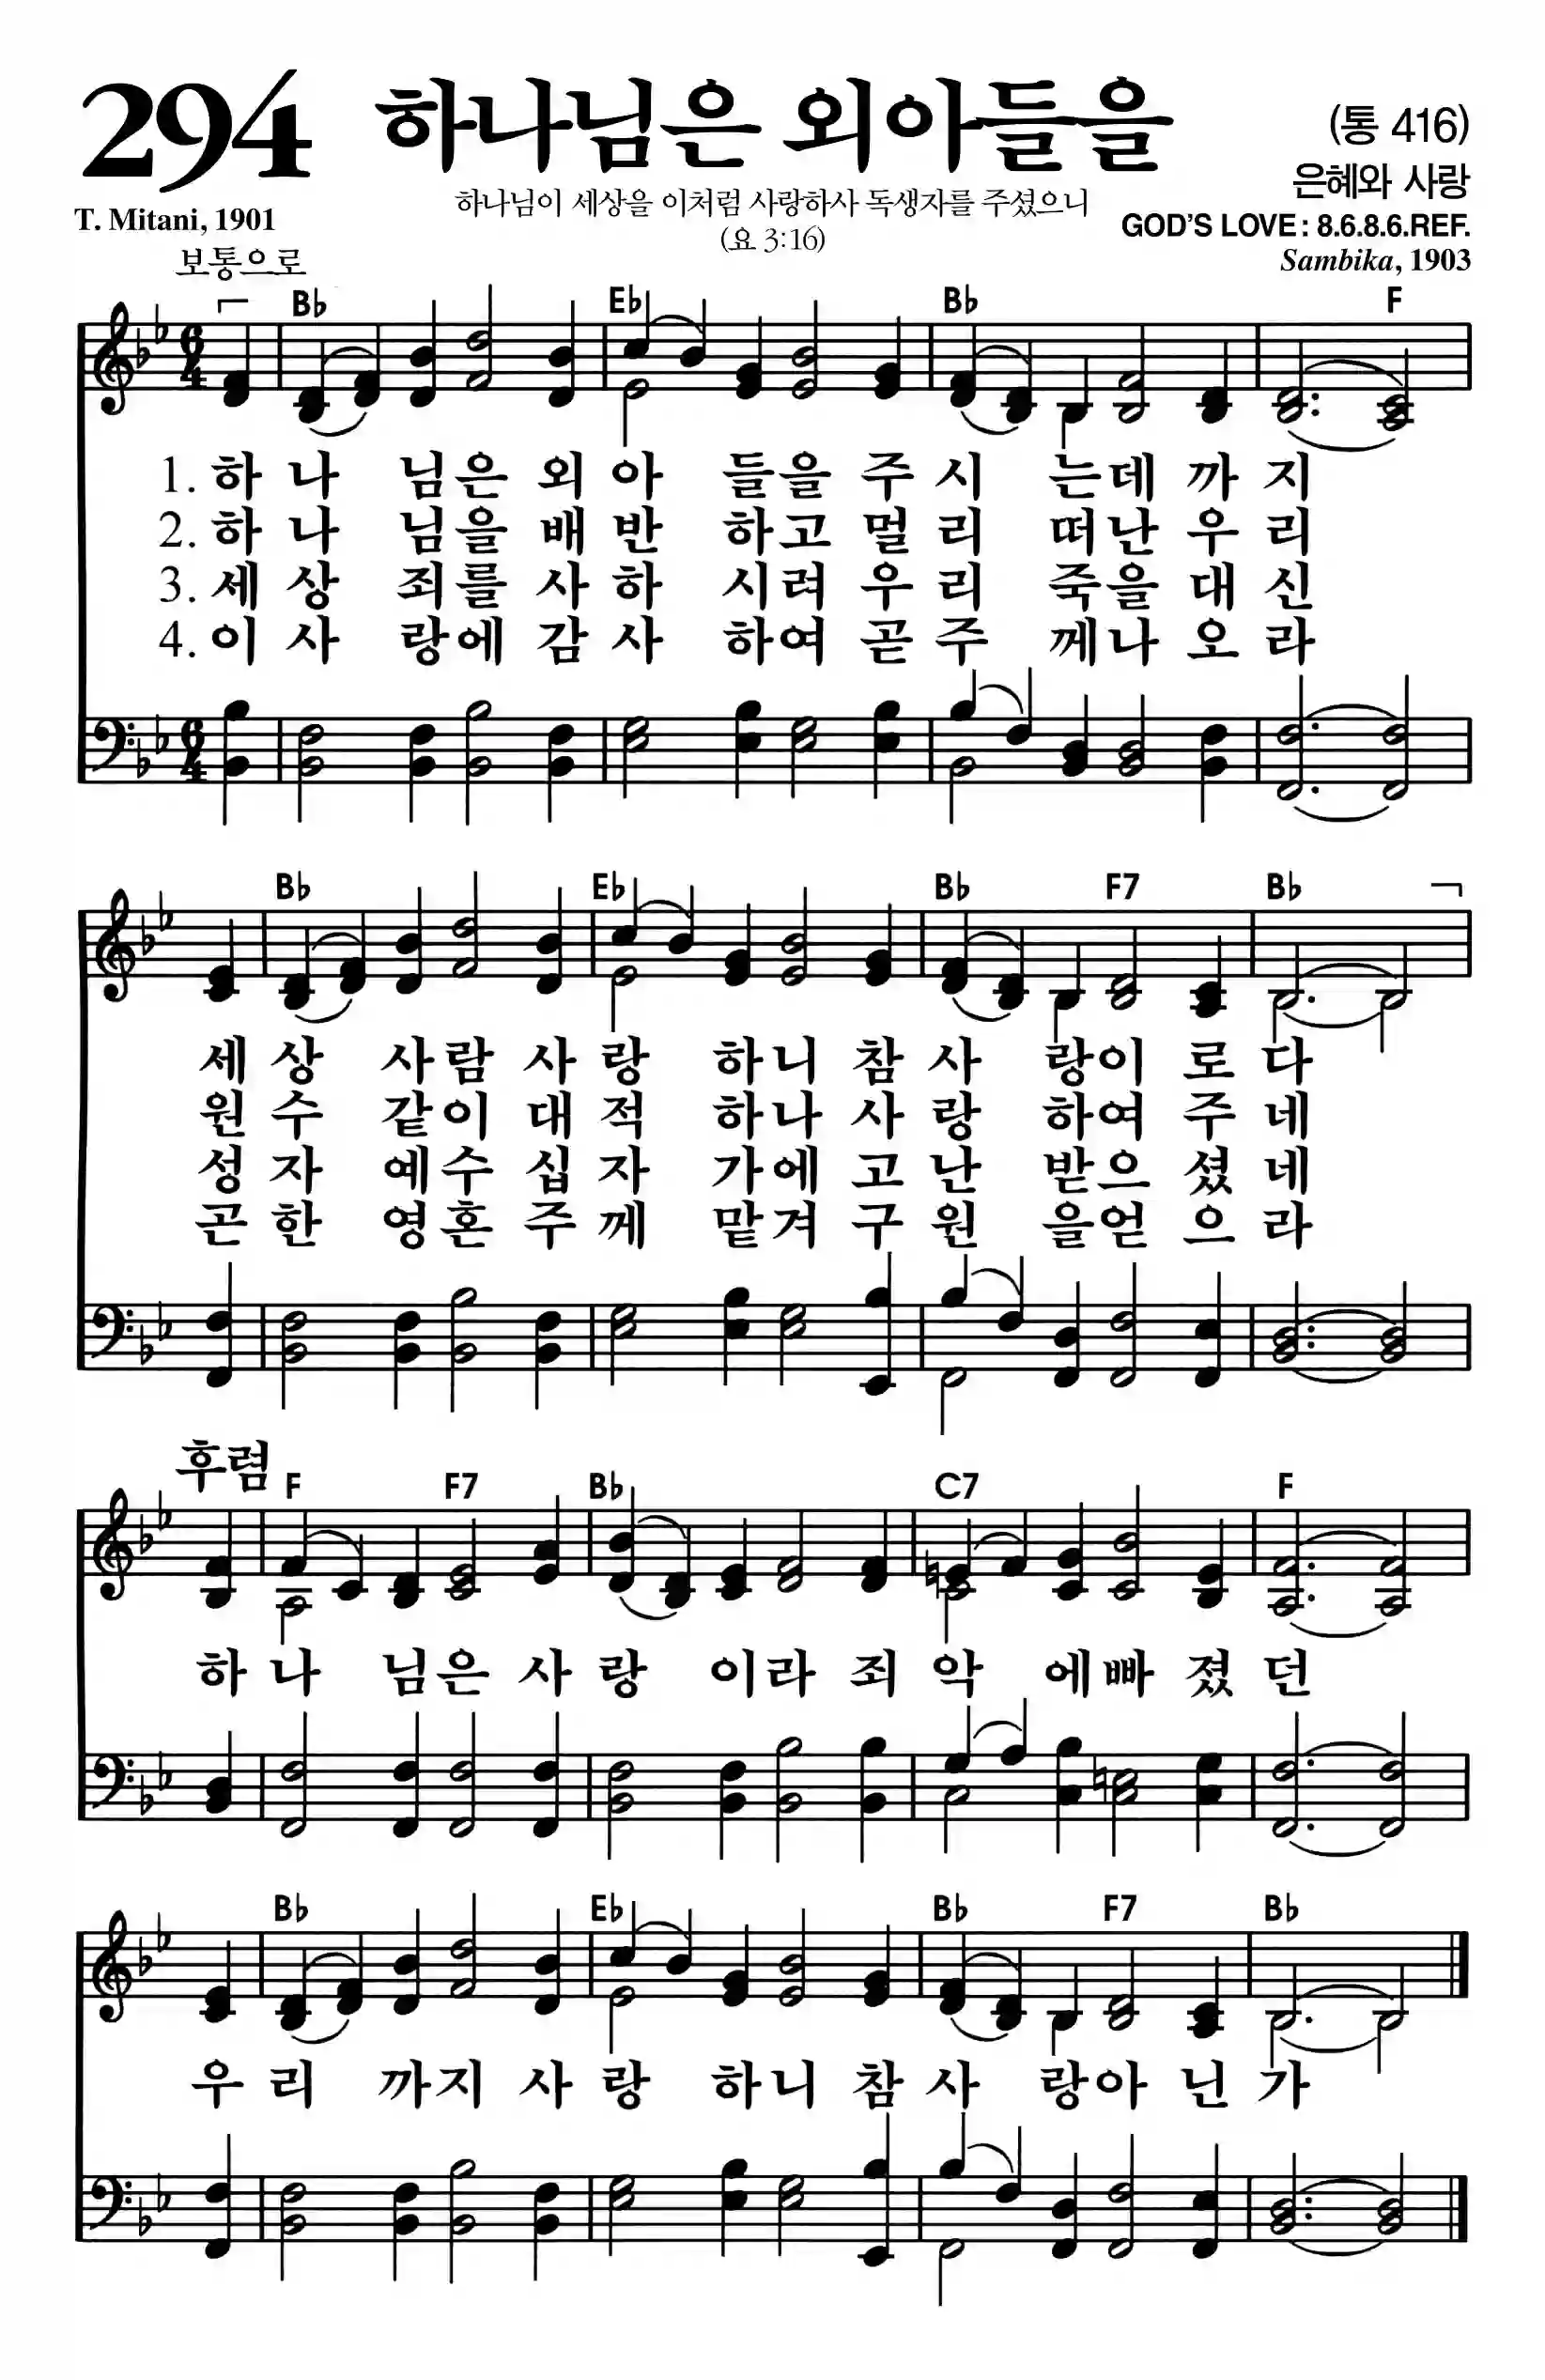 294 하나님은 외아들을 (통 416)
하나님이 세상을 이처럼 사랑하사 독생자를 주셨으니 은혜와 사랑
T. Mitani, 1901 (요 3:16) GOD'S LOVE: 8.6.8.6.REF.
보통으로 Sambika, 1903
B♭ E♭ B♭ F
1. 하 나 님은 외 아 들을 주 시 는데 까 지
2. 하 나 님을 배 반 하고 멀 리 떠난 우 리
3. 세 상 죄를 사 하 시려 우 리 죽을 대 신
4. 이 사 랑에 감 사 하여 곧 주 께나 오 라
B♭ E♭ B♭ F7 B♭
세 상 사람 사 랑 하니 참 사 랑이 로 다
원 수 같이 대 적 하나 사 랑 하여 주 네
성 자 예수 십 자 가에 고 난 받으 셨 네
곤 한 영혼 주 께 맡겨 구 원 을얻 으 라
후렴
F F7 B♭ C7 F
하 나 님은 사 랑 이라 죄 악 에빠 졌 던
B♭ E♭ B♭ F7 B♭
우 리 까지 사 랑 하니 참 사 랑아 닌 가